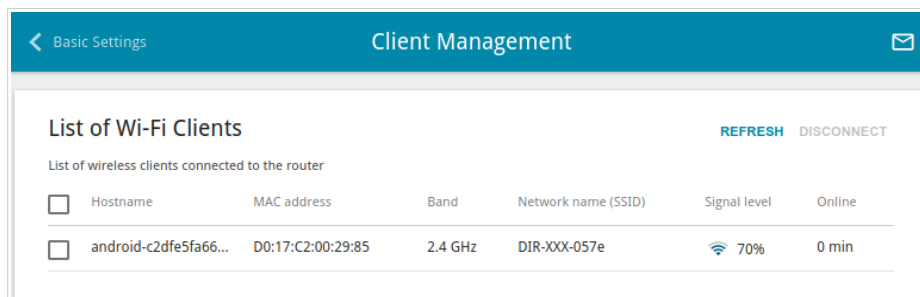 Basic Settings Client Management
List of Wi-Fi Clients REFRESH DISCONNECT
List of wireless clients connected to the router
Hostname MAC address Band Network name (SSID) Signal level Online
android-c2dfe5fa66... D0:17:C2:00:29:85 2.4 GHz DIR-XXX-057e 70% 0 min